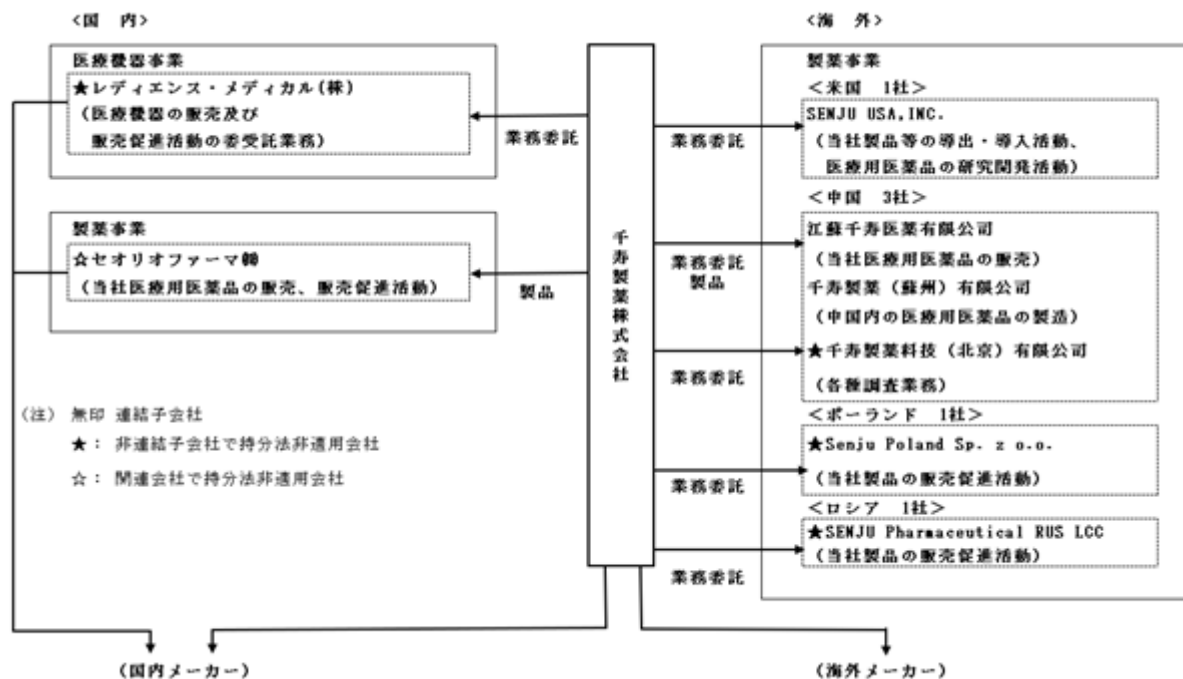 <国 内>
医療機器事業
★レディエンス・メディカル(株)
(医療機器の販売及び
販売促進活動の委受託業務)
業務委託
製薬事業
☆セオリオファーマ㈱
(当社医療用医薬品の販売、販売促進活動)
製品
(注) 無印 連結子会社
★: 非連結子会社で持分法非適用会社
☆: 関連会社で持分法非適用会社
(国内メーカー)
千寿製薬株式会社
<海 外>
製薬事業
<米国 1社>
業務委託
SENJU USA,INC.
(当社製品等の導出・導入活動、
医療用医薬品の研究開発活動)
<中国 3社>
業務委託
製品
江蘇千寿医薬有限公司
(当社医療用医薬品の販売)
千寿製薬(蘇州)有限公司
(中国内の医療用医薬品の製造)
業務委託
★千寿製薬科技(北京)有限公司
(各種調査業務)
<ポーランド 1社>
業務委託
★Senju Poland Sp. z o.o.
(当社製品の販売促進活動)
<ロシア 1社>
業務委託
★SENJU Pharmaceutical RUS LCC
(当社製品の販売促進活動)
(海外メーカー)